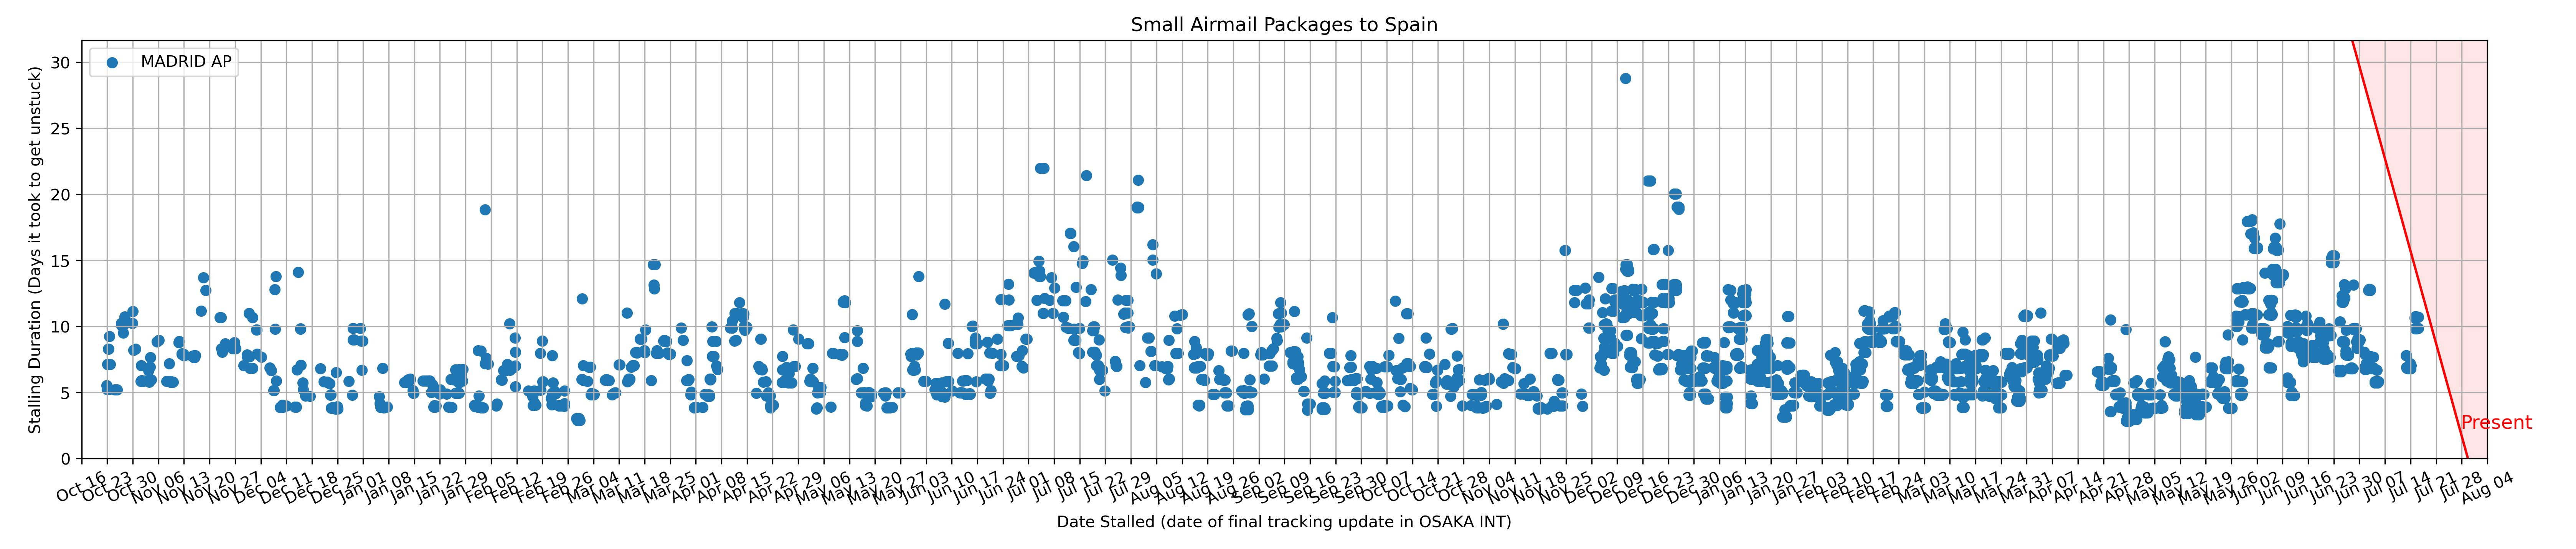 Small Airmail Packages to Spain
MADRID AP
Stalling Duration (Days it took to get unstuck)
30
25
20
15
10
5
0
Present
Oct 16
Oct 23
Oct 30
Nov 06
Nov 13
Nov 20
Nov 27
Dec 04
Dec 11
Dec 18
Dec 25
Jan 01
Jan 08
Jan 15
Jan 22
Jan 29
Feb 05
Feb 12
Feb 19
Feb 26
Mar 04
Mar 11
Mar 18
Mar 25
Apr 01
Apr 08
Apr 15
Apr 22
Apr 29
May 06
May 13
May 20
May 27
Jun 03
Jun 10
Jun 17
Jun 24
Jul 01
Jul 08
Jul 15
Jul 22
Jul 29
Aug 05
Aug 12
Aug 19
Aug 26
Sep 02
Sep 09
Sep 16
Sep 23
Sep 30
Oct 07
Oct 14
Oct 21
Oct 28
Nov 04
Nov 11
Nov 18
Nov 25
Dec 02
Dec 09
Dec 16
Dec 23
Dec 30
Jan 06
Jan 13
Jan 20
Jan 27
Feb 03
Feb 10
Feb 17
Feb 24
Mar 03
Mar 10
Mar 17
Mar 24
Mar 31
Apr 07
Apr 14
Apr 21
Apr 28
May 05
May 12
May 19
May 26
Jun 02
Jun 09
Jun 16
Jun 23
Jun 30
Jul 07
Jul 14
Jul 21
Jul 28
Aug 04
Date Stalled (date of final tracking update in OSAKA INT)